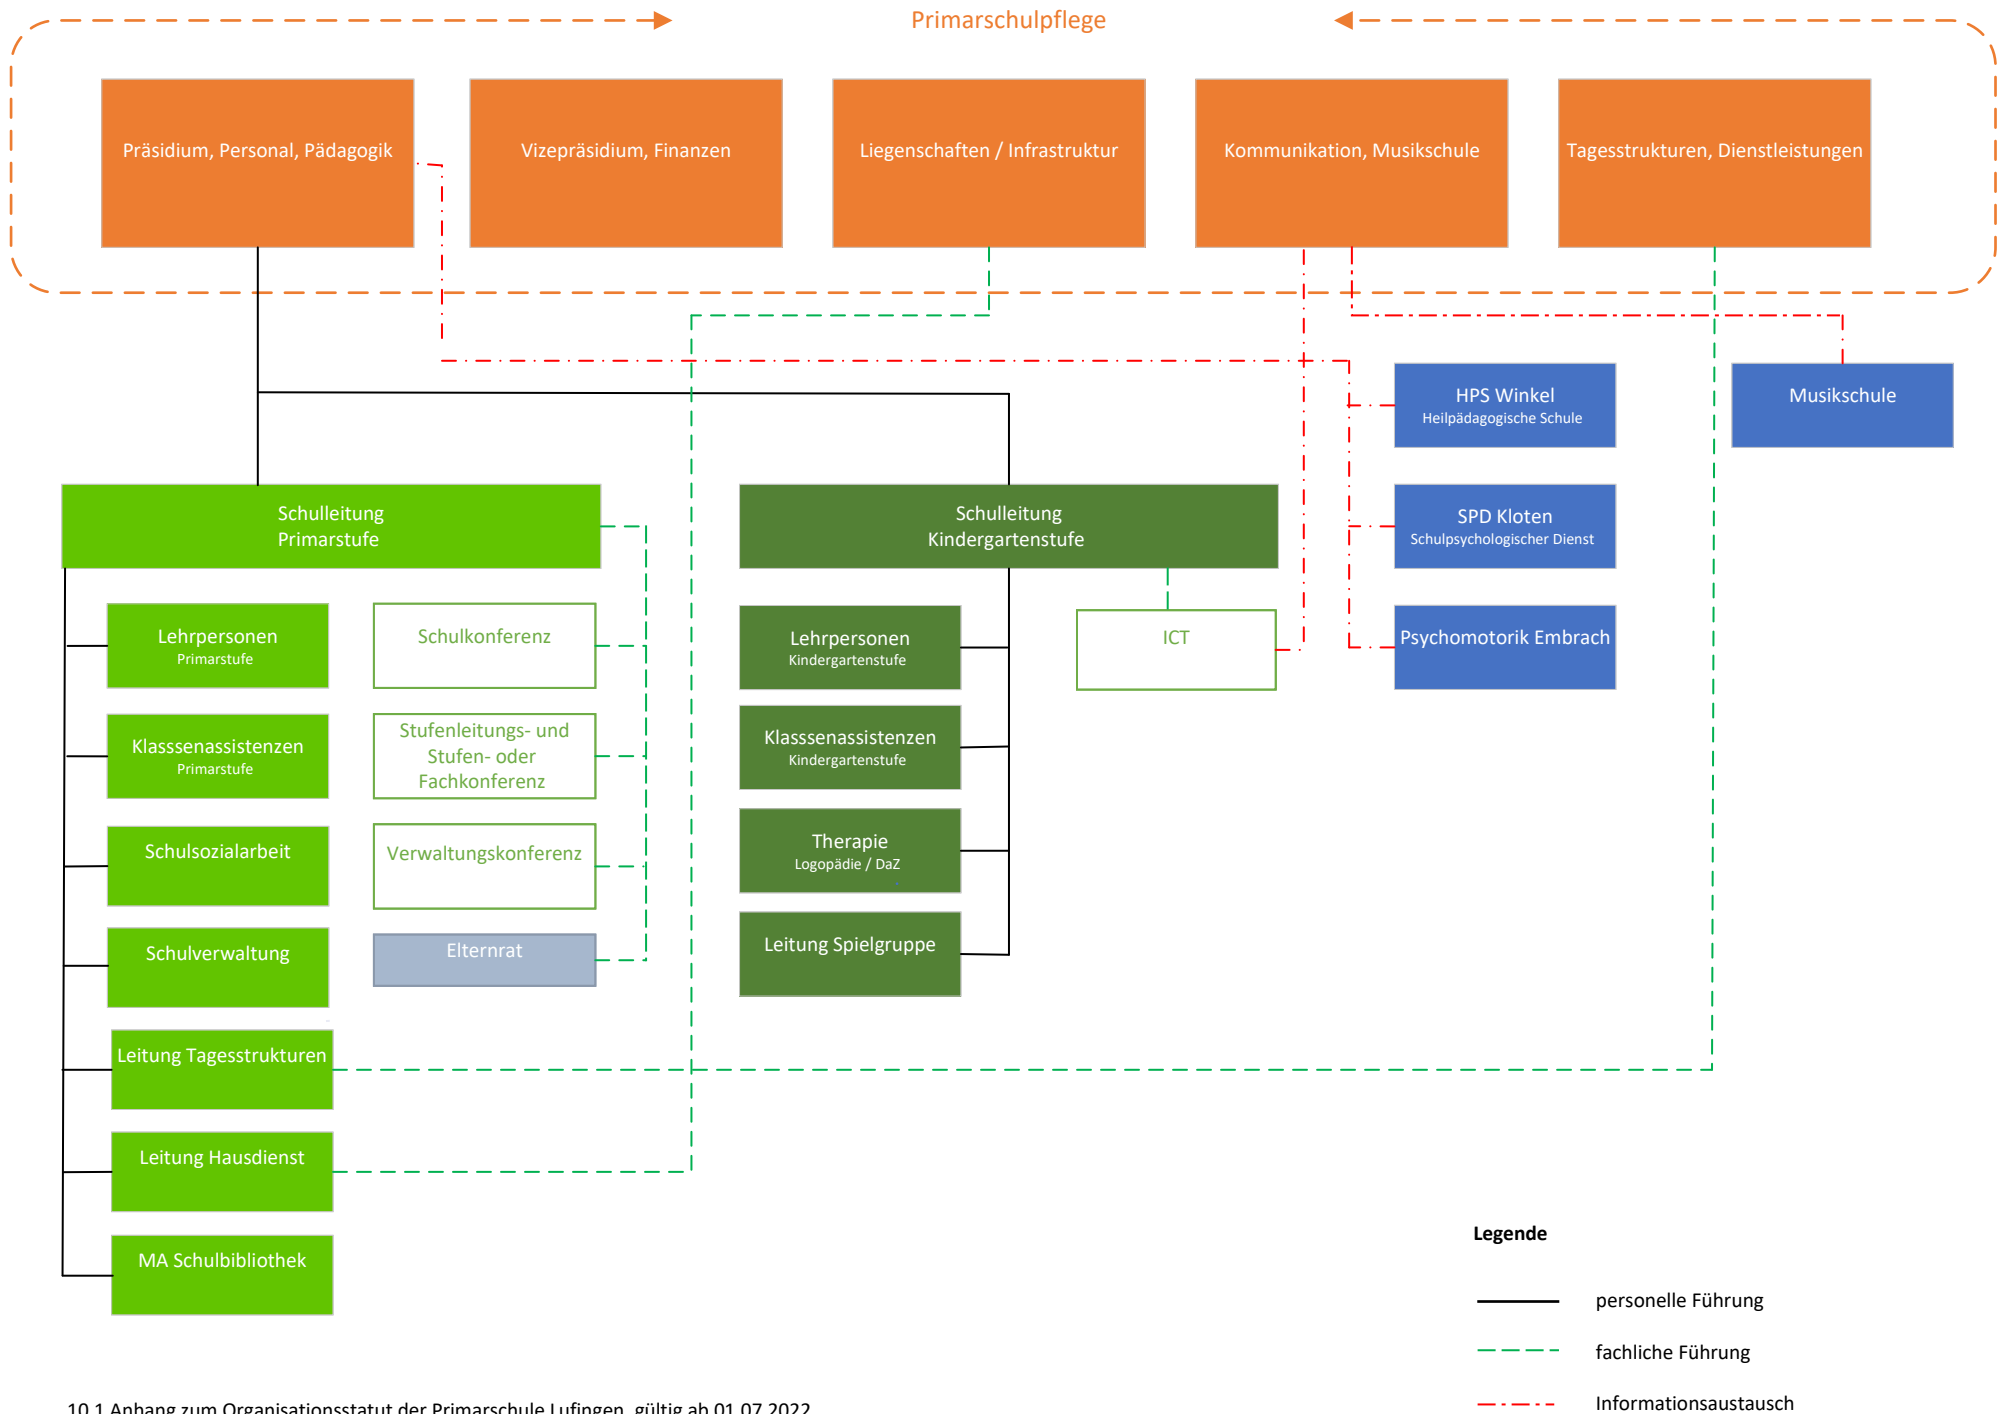 Primarschulpflege
Präsidium, Personal, Pädagogik
Vizepräsidium, Finanzen
Liegenschaften / Infrastruktur
Kommunikation, Musikschule
Tagesstrukturen, Dienstleistungen
HPS Winkel
Heilpädagogische Schule
Musikschule
Schulleitung
Primarstufe
Schulleitung
Kindergartenstufe
SPD Kloten
Schulpsychologischer Dienst
Lehrpersonen
Primarstufe
Schulkonferenz
Lehrpersonen
Kindergartenstufe
ICT
Psychomotorik Embrach
Klasssenassistenzen
Primarstufe
Stufenleitungs- und
Stufen- oder
Fachkonferenz
Klasssenassistenzen
Kindergartenstufe
Schulsozialarbeit
Verwaltungskonferenz
Therapie
Logopädie / DaZ
Schulverwaltung
Elternrat
Leitung Spielgruppe
Leitung Tagesstrukturen
Leitung Hausdienst
MA Schulbibliothek
Legende
personelle Führung
fachliche Führung
Informationsaustausch
10.1 Anhang zum Organisationsstatut der Primarschule Lufingen, gültig ab 01.07.2022